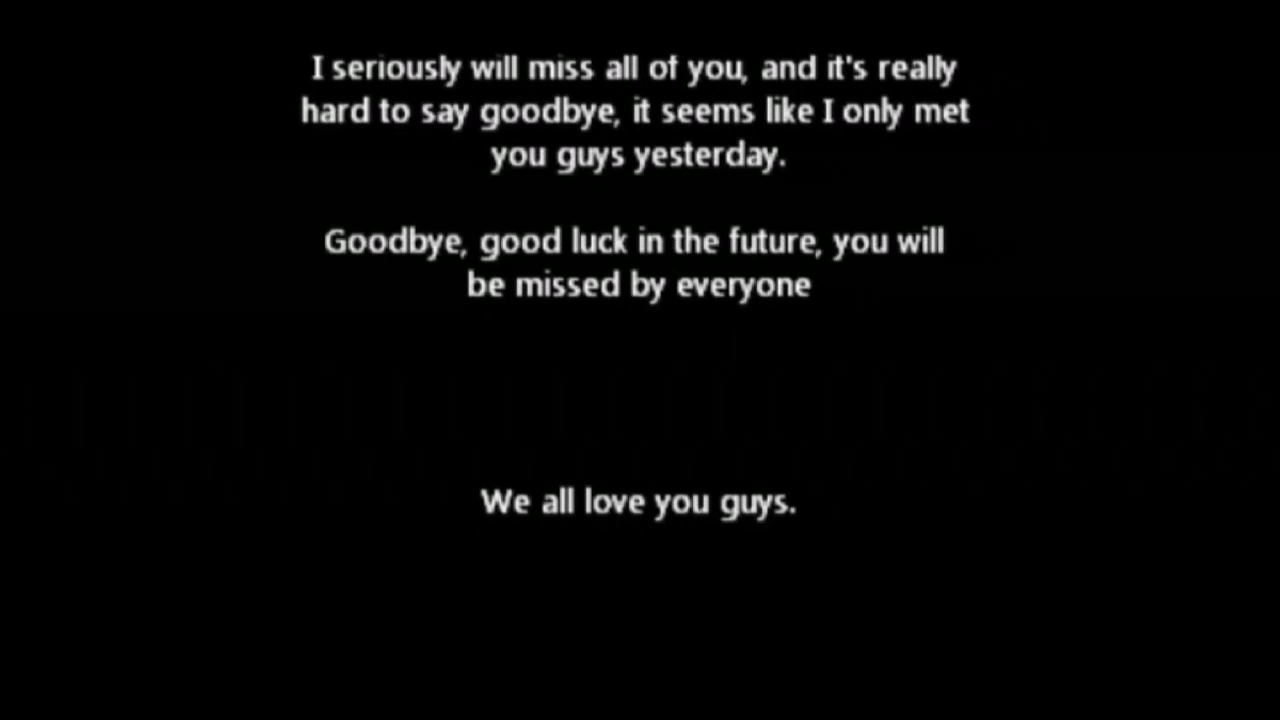 I seriously will miss all of you, and it's really
hard to say goodbye, it seems like I only met
you guys yesterday.
Goodbye, good luck in the future, you will
be missed by everyone
We all love you guys.